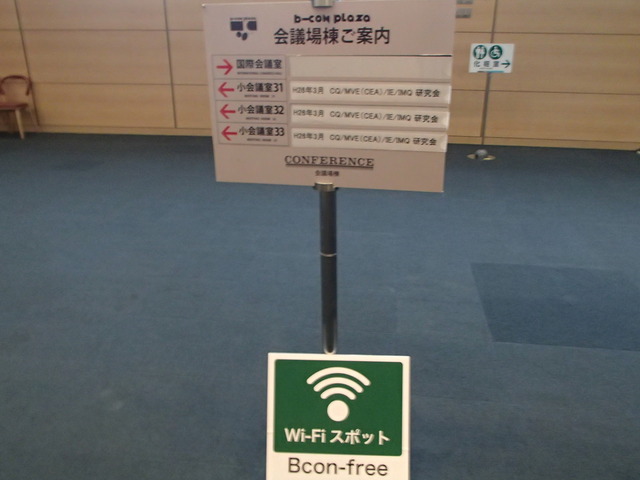 b-con plaza
会議場棟ご案内
→ 国際会議室
← 小会議室31 H26年3月 CQ/MVE(CEA)/IE/IMQ 研究会
← 小会議室32 H26年3月 CQ/MVE(CEA)/IE/IMQ 研究会
← 小会議室33 H26年3月 CQ/MVE(CEA)/IE/IMQ 研究会
CONFERENCE
会議場棟
化粧室→
Wi-Fi スポット
Bcon-free